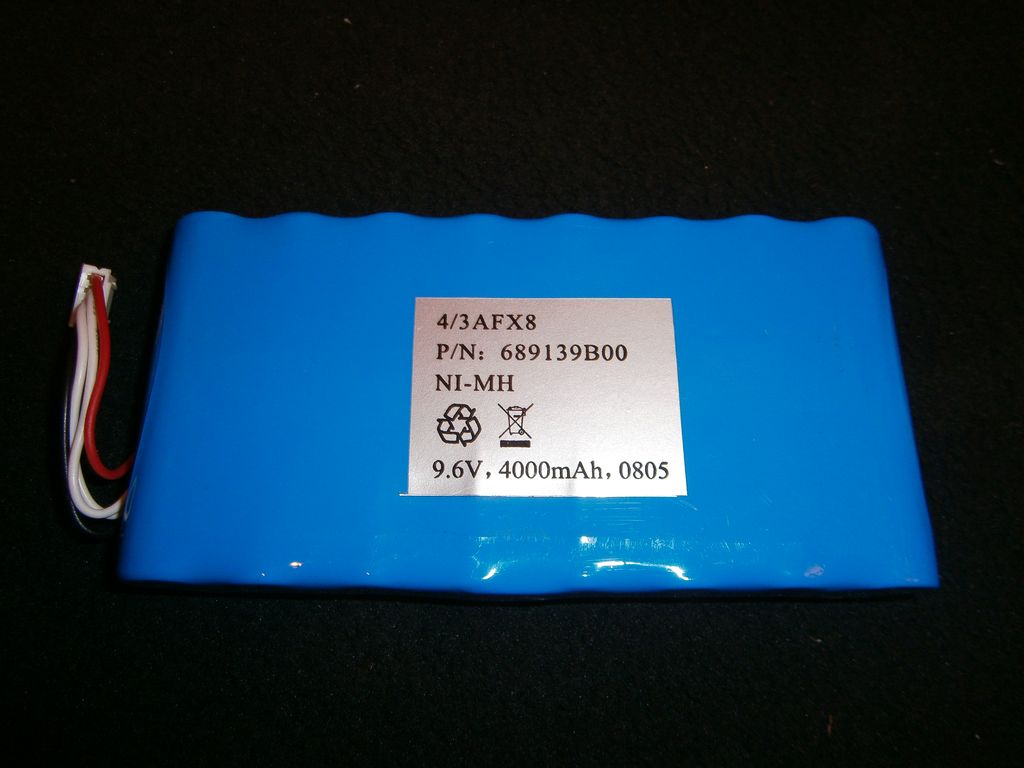 4/3AFX8
P/N: 689139B00
NI-MH
9.6V, 4000mAh, 0805